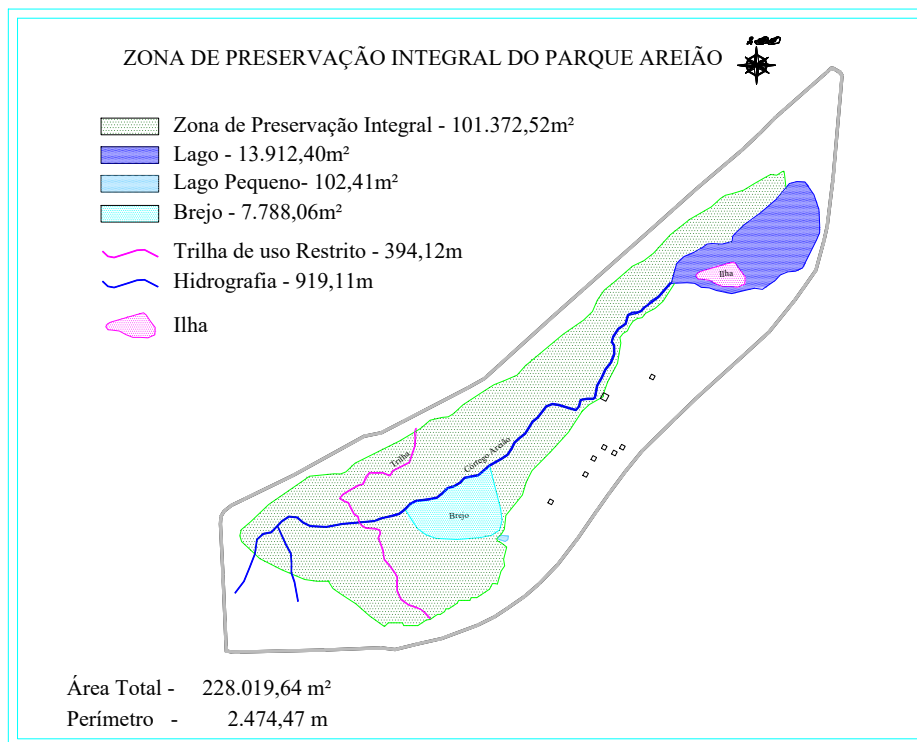 ZONA DE PRESERVAÇÃO INTEGRAL DO PARQUE AREIÃO
Zona de Preservação Integral - 101.372,52m²
Lago - 13.912,40m²
Lago Pequeno- 102,41m²
Brejo - 7.788,06m²
Trilha de uso Restrito - 394,12m
Hidrografia - 919,11m
Ilha
Ilha
Trilha
Córtego Areião
Brejo
Área Total - 228.019,64 m²
Perímetro - 2.474,47 m